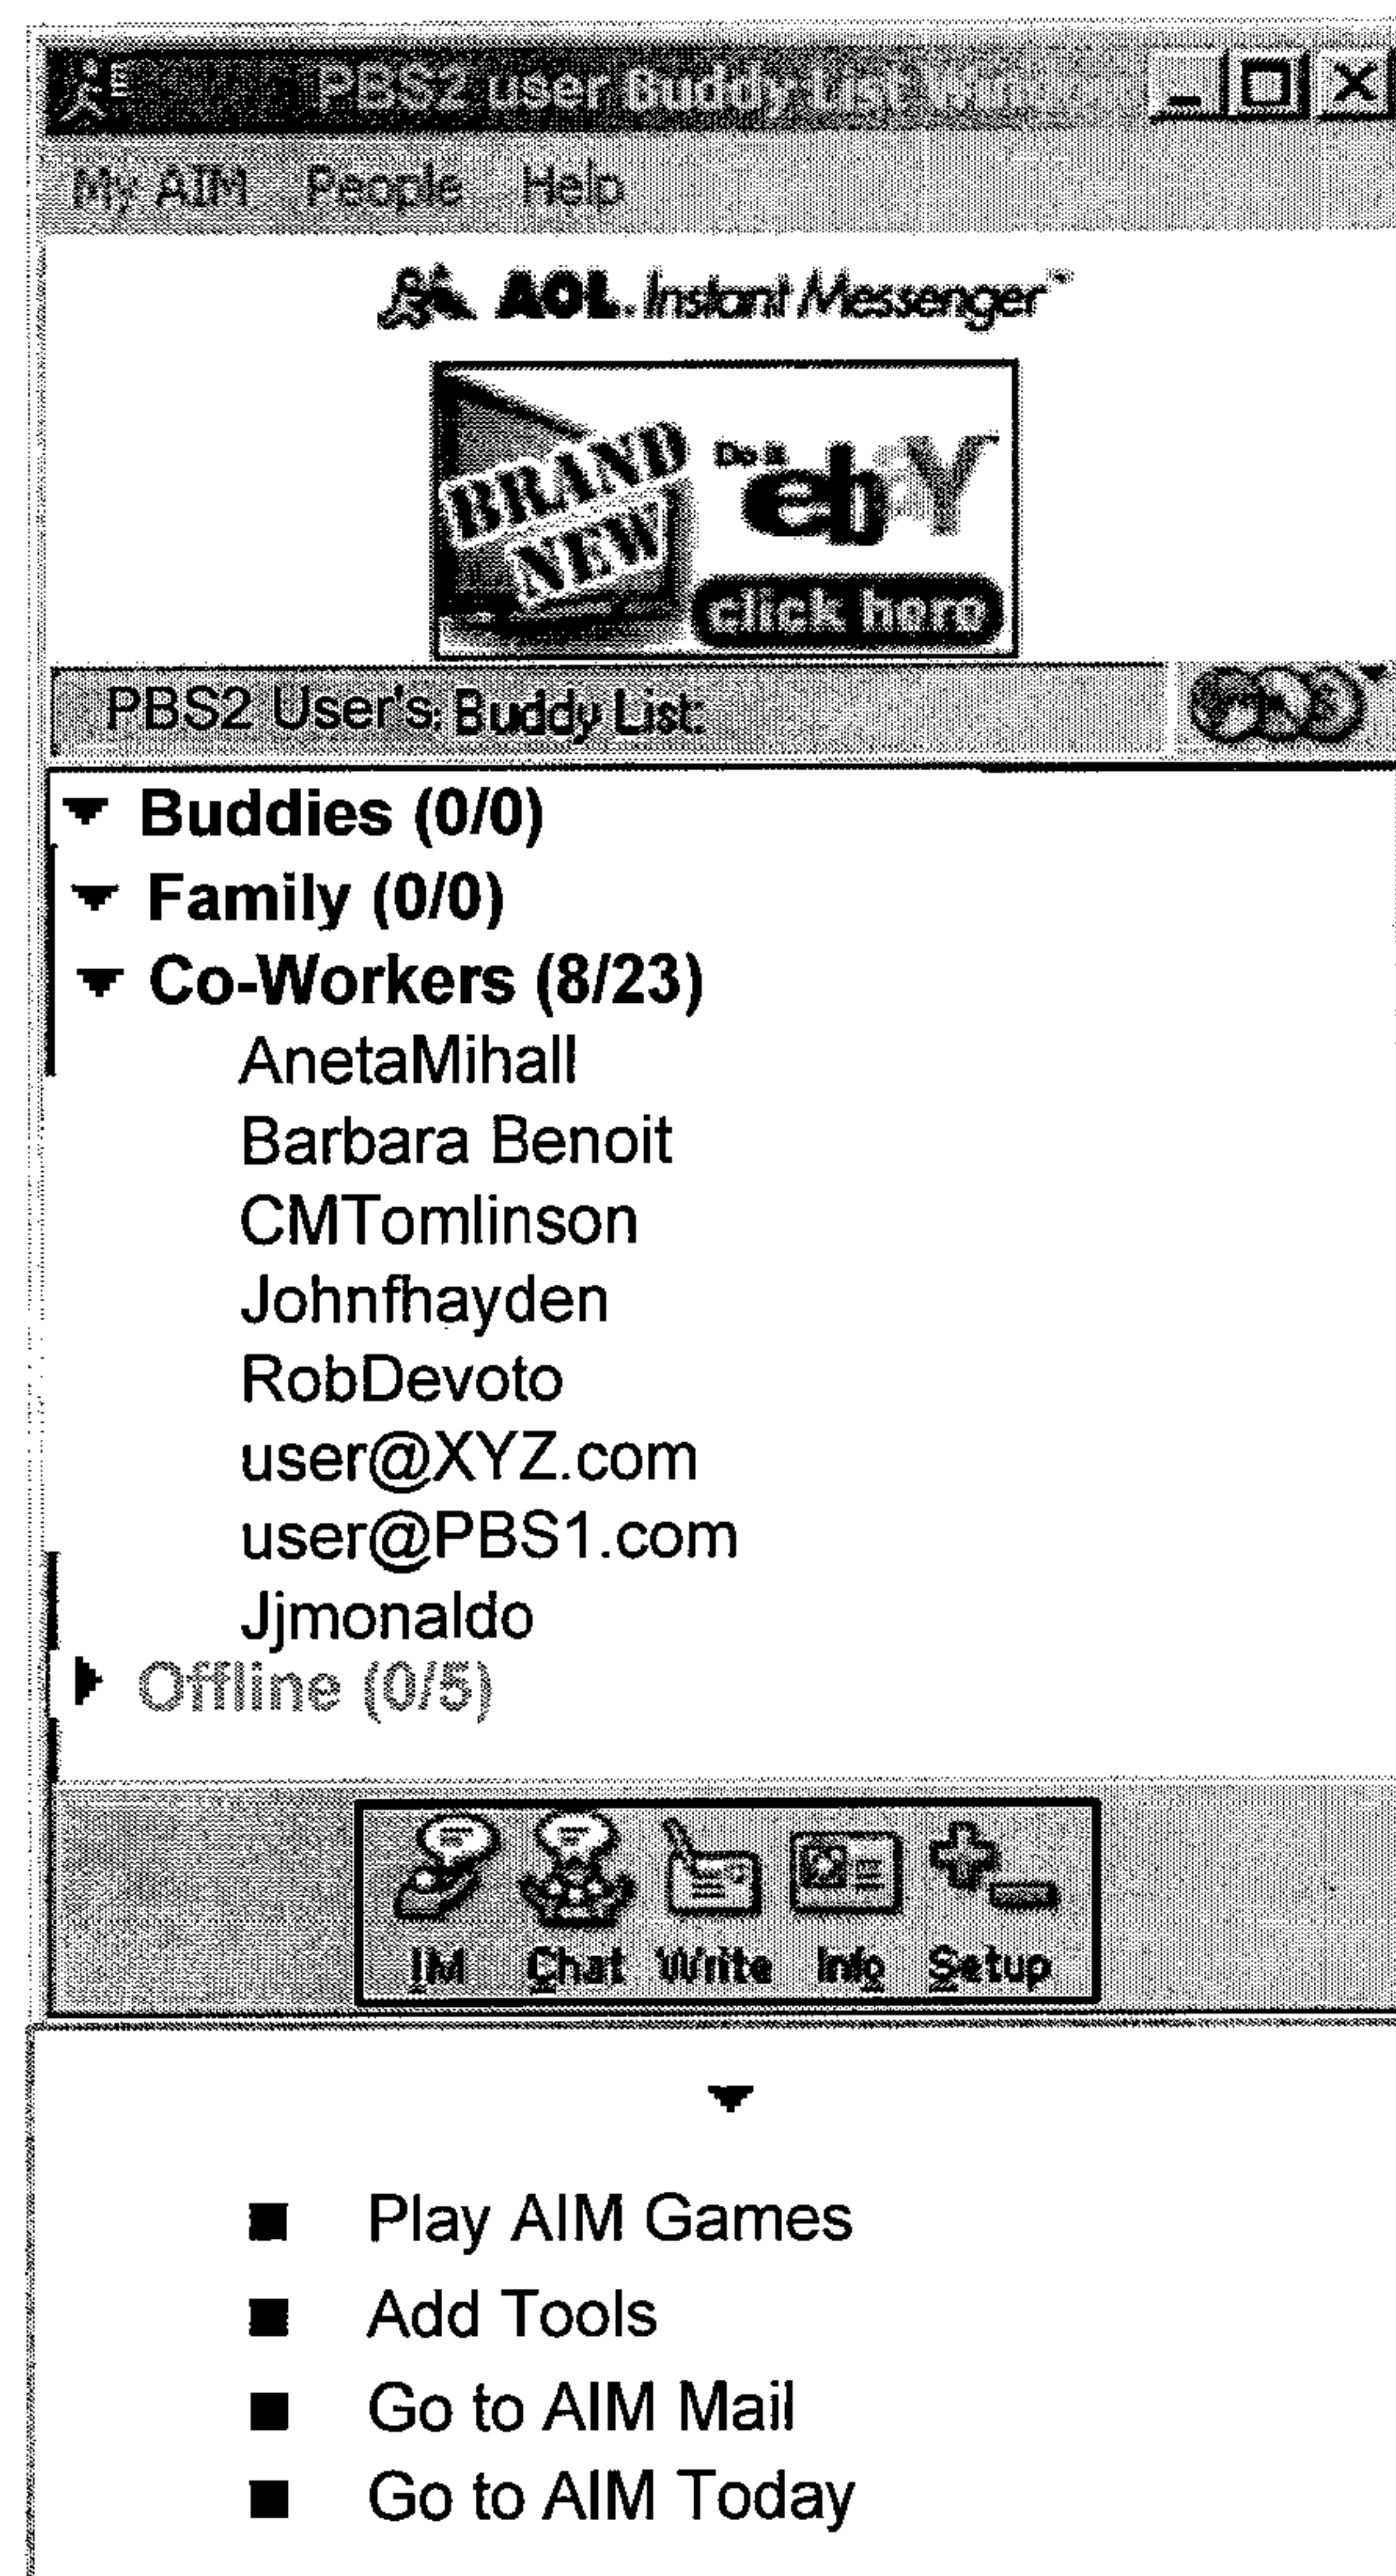 PBS2 user Buddy List
My AIM People Help
AOL Instant Messenger™
BRAND NEW
Do it
ebY
click here
PBS2 User's: Buddy List:
Buddies (0/0)
Family (0/0)
Co-Workers (8/23)
AnetaMihall
Barbara Benoit
CMTomlinson
Johnfhayden
RobDevoto
user@XYZ.com
user@PBS1.com
Jjmonaldo
Offline (0/5)
IM Chat Write Info Setup
Play AIM Games
Add Tools
Go to AIM Mail
Go to AIM Today